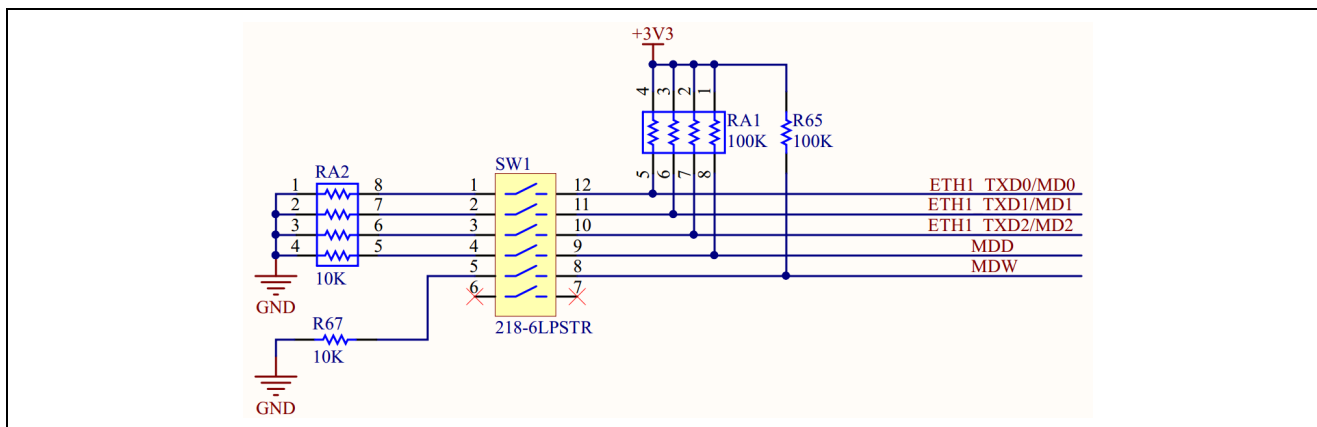 +3V3
4 3 2 1
RA1
100K
R65
100K
5 6 7 8
RA2
1 8
2 7
3 6
4 5
10K
GND
SW1
1 12
2 11
3 10
4 9
5 8
6 7
218-6LPSTR
ETH1_TXD0/MD0
ETH1_TXD1/MD1
ETH1_TXD2/MD2
MDD
MDW
R67
10K
GND